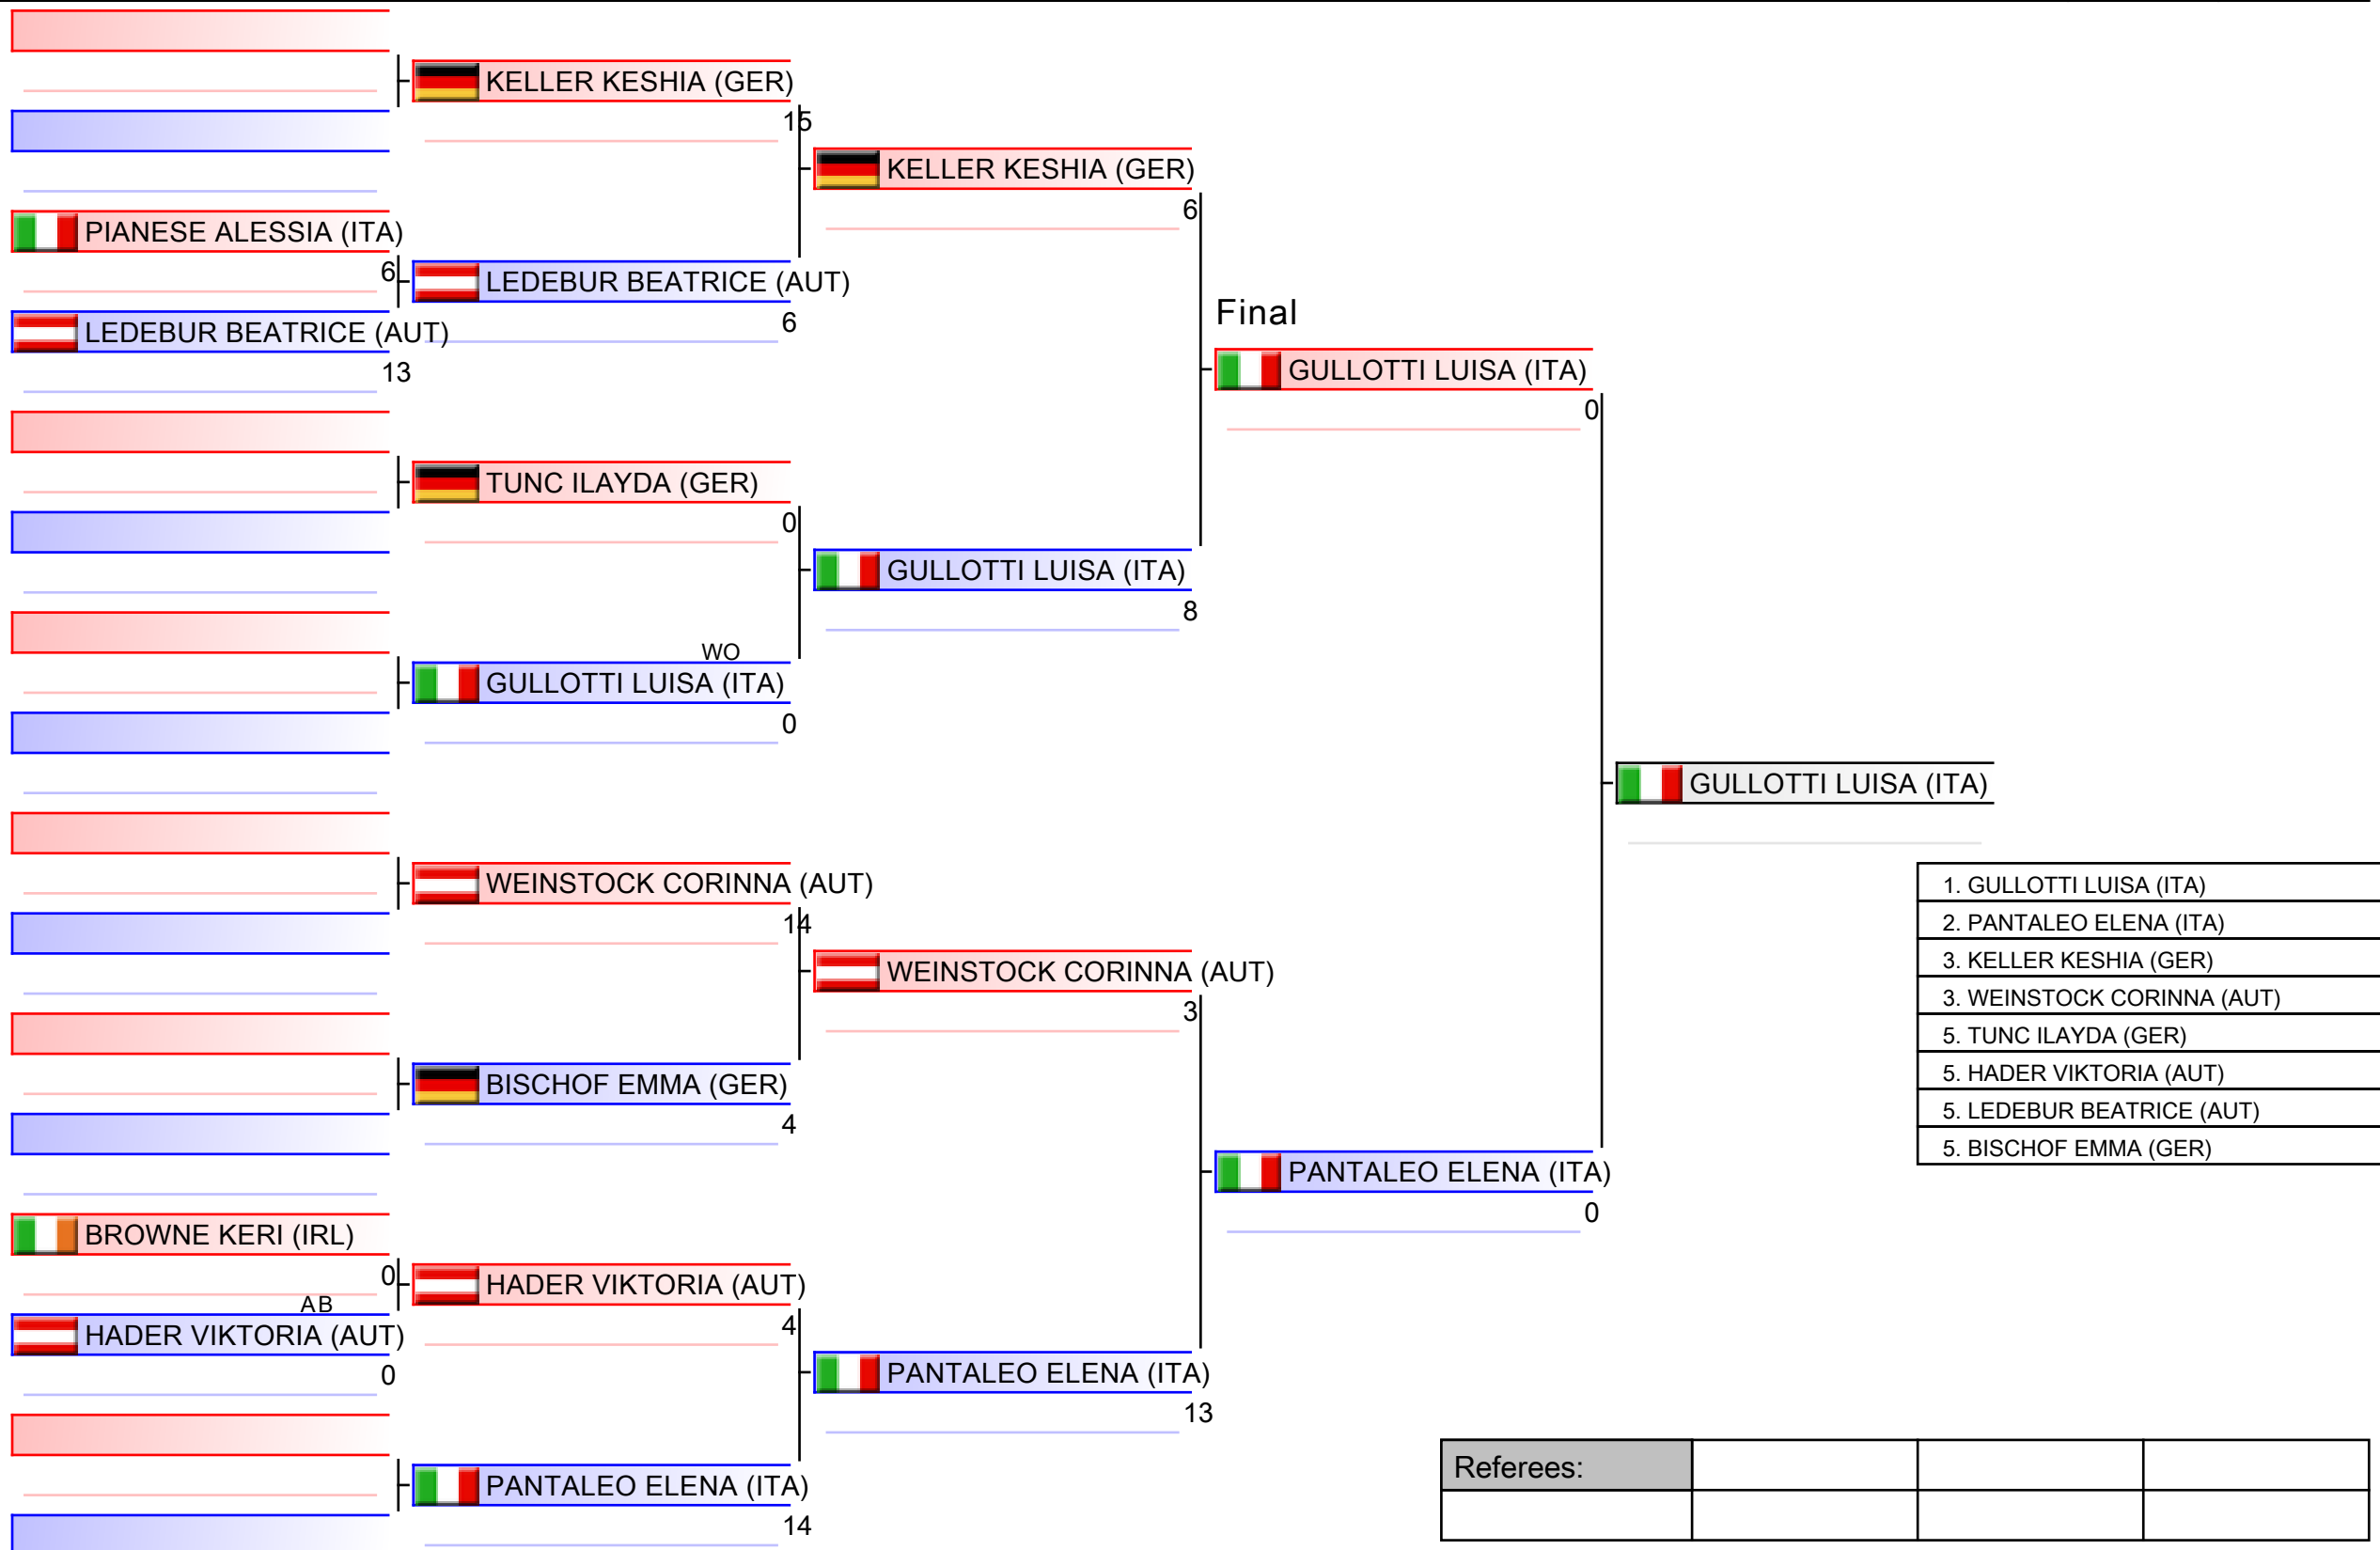 PIANESE ALESSIA (ITA)
6
LEDEBUR BEATRICE (AUT)
13
BROWNE KERI (IRL)
0
AB
HADER VIKTORIA (AUT)
0
KELLER KESHIA (GER)
15
LEDEBUR BEATRICE (AUT)
6
TUNC ILAYDA (GER)
0
WO
GULLOTTI LUISA (ITA)
0
WEINSTOCK CORINNA (AUT)
14
BISCHOF EMMA (GER)
4
HADER VIKTORIA (AUT)
4
PANTALEO ELENA (ITA)
14
KELLER KESHIA (GER)
6
GULLOTTI LUISA (ITA)
8
WEINSTOCK CORINNA (AUT)
3
PANTALEO ELENA (ITA)
13
Final
GULLOTTI LUISA (ITA)
0
PANTALEO ELENA (ITA)
0
GULLOTTI LUISA (ITA)
1. GULLOTTI LUISA (ITA)
2. PANTALEO ELENA (ITA)
3. KELLER KESHIA (GER)
3. WEINSTOCK CORINNA (AUT)
5. TUNC ILAYDA (GER)
5. HADER VIKTORIA (AUT)
5. LEDEBUR BEATRICE (AUT)
5. BISCHOF EMMA (GER)
Referees: